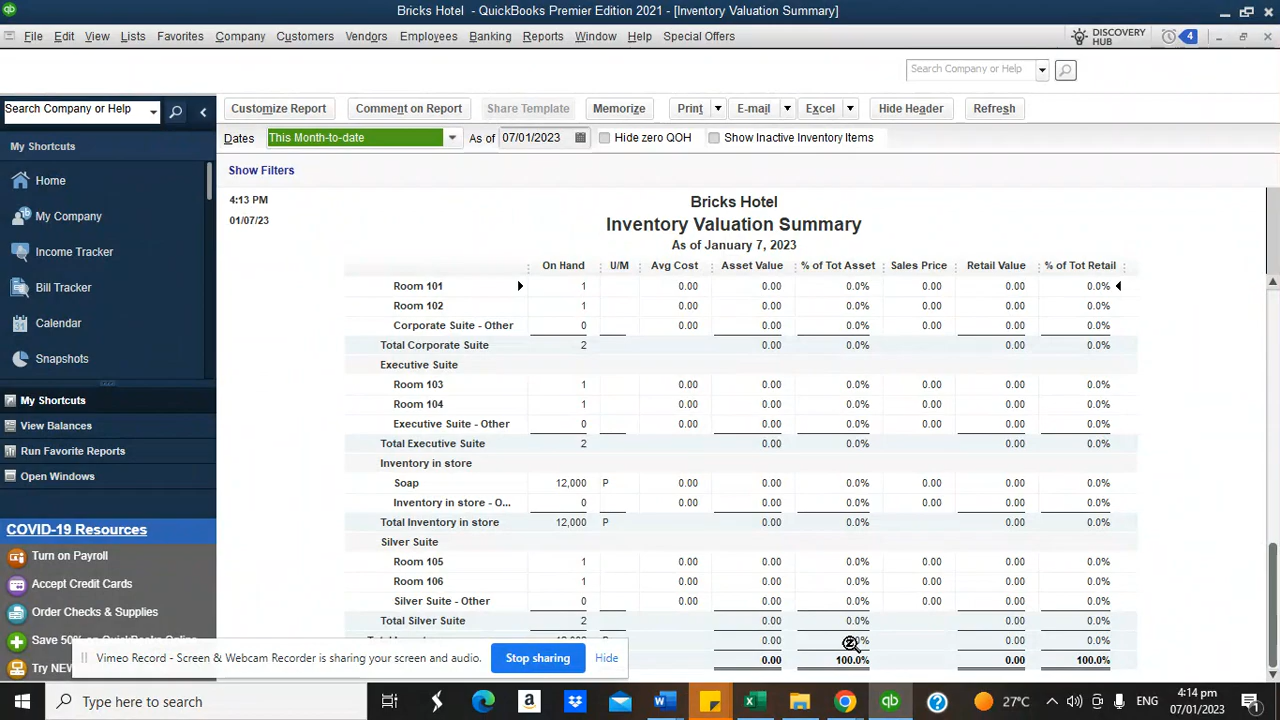 Bricks Hotel - QuickBooks Premier Edition 2021 - [Inventory Valuation Summary]
File Edit View Lists Favorites Company Customers Vendors Employees Banking Reports Window Help Special Offers
DISCOVERY HUB 4
Search Company or Help
Search Company or Help
Customize Report Comment on Report Share Template Memorize Print E-mail Excel Hide Header Refresh
Dates This Month-to-date As of 07/01/2023 Hide zero QOH Show Inactive Inventory Items
Show Filters
My Shortcuts
Home
My Company
Income Tracker
Bill Tracker
Calendar
Snapshots
My Shortcuts
View Balances
Run Favorite Reports
Open Windows
COVID-19 Resources
Turn on Payroll
Accept Credit Cards
Order Checks & Supplies
Save 50% on QuickBooks Online
Try NEW
4:13 PM
01/07/23
Bricks Hotel
Inventory Valuation Summary
As of January 7, 2023
On Hand U/M Avg Cost Asset Value % of Tot Asset Sales Price Retail Value % of Tot Retail
Room 101 1 0.00 0.00 0.0% 0.00 0.00 0.0%
Room 102 1 0.00 0.00 0.0% 0.00 0.00 0.0%
Corporate Suite - Other 0 0.00 0.00 0.0% 0.00 0.00 0.0%
Total Corporate Suite 2 0.00 0.0% 0.00 0.0%
Executive Suite
Room 103 1 0.00 0.00 0.0% 0.00 0.00 0.0%
Room 104 1 0.00 0.00 0.0% 0.00 0.00 0.0%
Executive Suite - Other 0 0.00 0.00 0.0% 0.00 0.00 0.0%
Total Executive Suite 2 0.00 0.0% 0.00 0.0%
Inventory in store
Soap 12,000 P 0.00 0.00 0.0% 0.00 0.00 0.0%
Inventory in store - O... 0 0.00 0.00 0.0% 0.00 0.00 0.0%
Total Inventory in store 12,000 P 0.00 0.0% 0.00 0.0%
Silver Suite
Room 105 1 0.00 0.00 0.0% 0.00 0.00 0.0%
Room 106 1 0.00 0.00 0.0% 0.00 0.00 0.0%
Silver Suite - Other 0 0.00 0.00 0.0% 0.00 0.00 0.0%
Total Silver Suite 2 0.00 0.0% 0.00 0.0%
0.00 0.00 0.0%
0.00 100.0% 0.00 100.0%
Vimeo Record - Screen & Webcam Recorder is sharing your screen and audio. Stop sharing Hide
Type here to search
27°C ENG 4:14 pm
07/01/2023 1